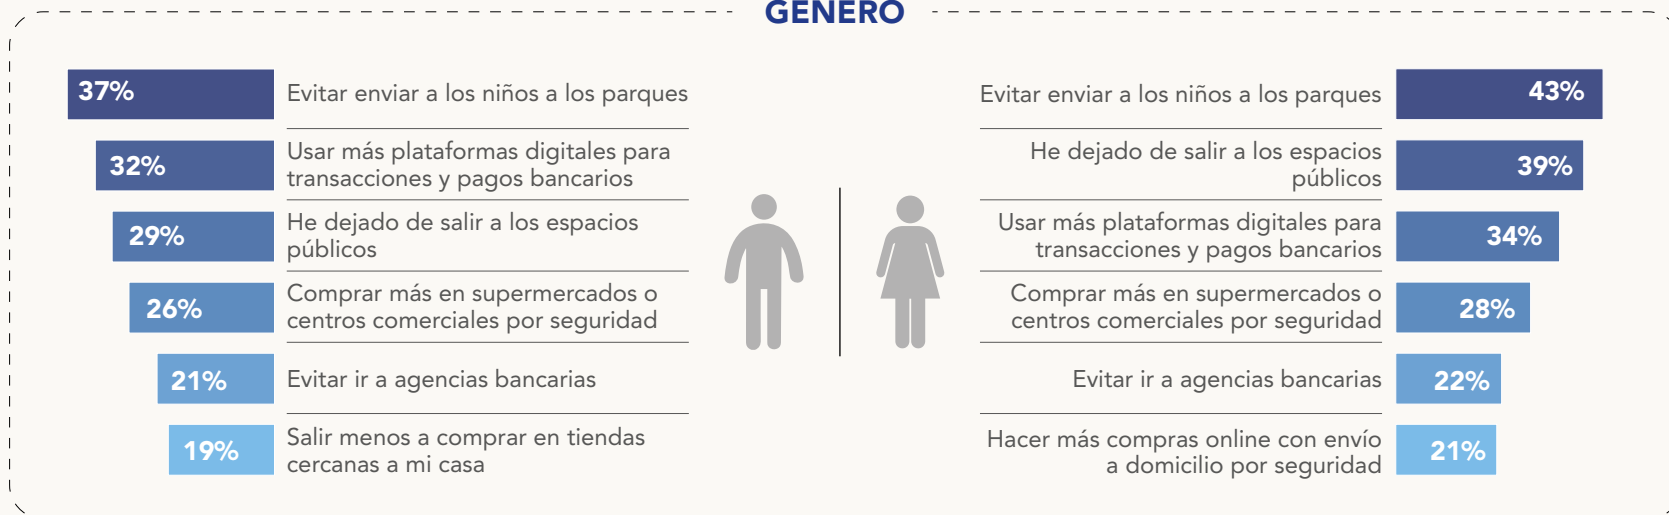 GÉNERO
37%
Evitar enviar a los niños a los parques
32%
Usar más plataformas digitales para
transacciones y pagos bancarios
29%
He dejado de salir a los espacios
públicos
26%
Comprar más en supermercados o
centros comerciales por seguridad
21%
Evitar ir a agencias bancarias
19%
Salir menos a comprar en tiendas
cercanas a mi casa
Evitar enviar a los niños a los parques
43%
He dejado de salir a los espacios
públicos
39%
Usar más plataformas digitales para
transacciones y pagos bancarios
34%
Comprar más en supermercados o
centros comerciales por seguridad
28%
Evitar ir a agencias bancarias
22%
Hacer más compras online con envío
a domicilio por seguridad
21%